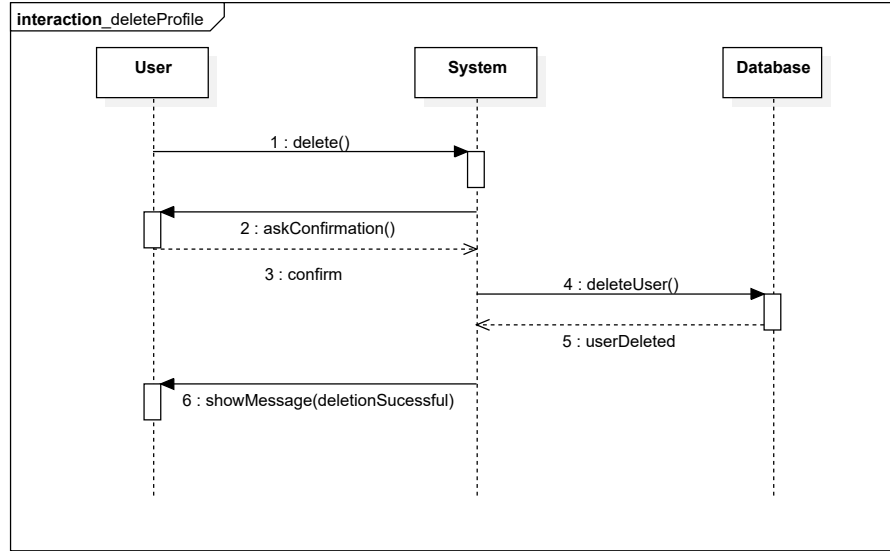 interaction_deleteProfile
User
System
Database
1 : delete()
2 : askConfirmation()
3 : confirm
4 : deleteUser()
5 : userDeleted
6 : showMessage(deletionSucessful)